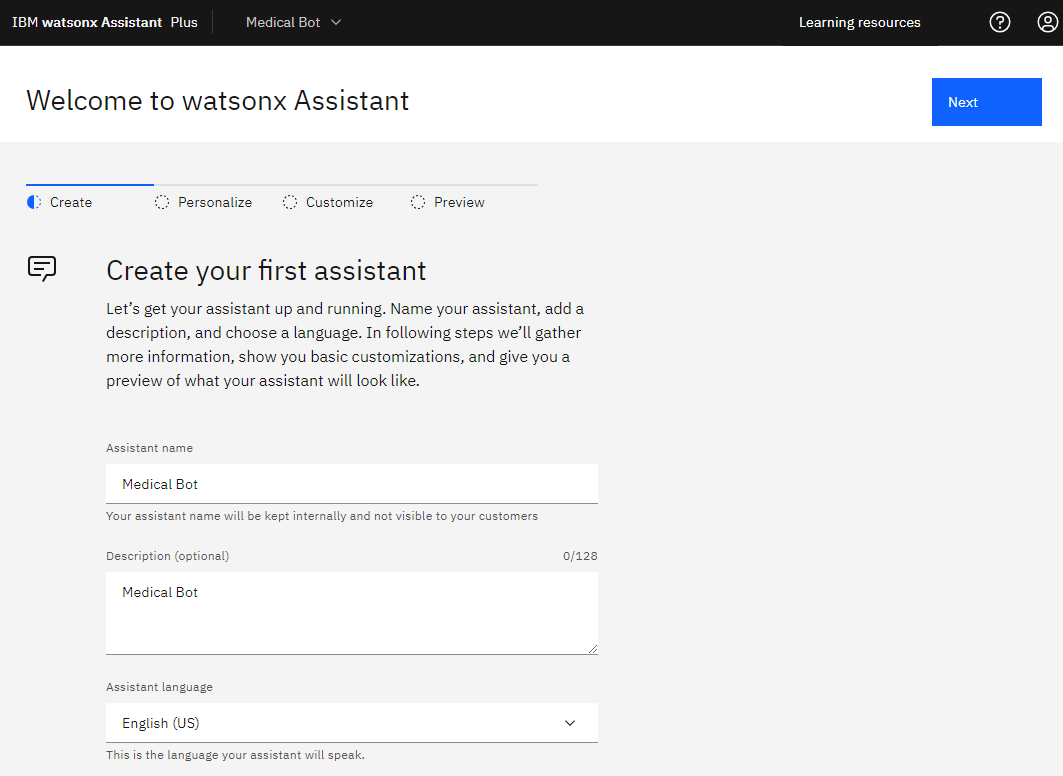 IBM watsonx Assistant Plus Medical Bot Learning resources
Welcome to watsonx Assistant
Next
Create Personalize Customize Preview
Create your first assistant
Let’s get your assistant up and running. Name your assistant, add a
description, and choose a language. In following steps we’ll gather
more information, show you basic customizations, and give you a
preview of what your assistant will look like.
Assistant name
Medical Bot
Your assistant name will be kept internally and not visible to your customers
Description (optional) 0/128
Medical Bot
Assistant language
English (US)
This is the language your assistant will speak.